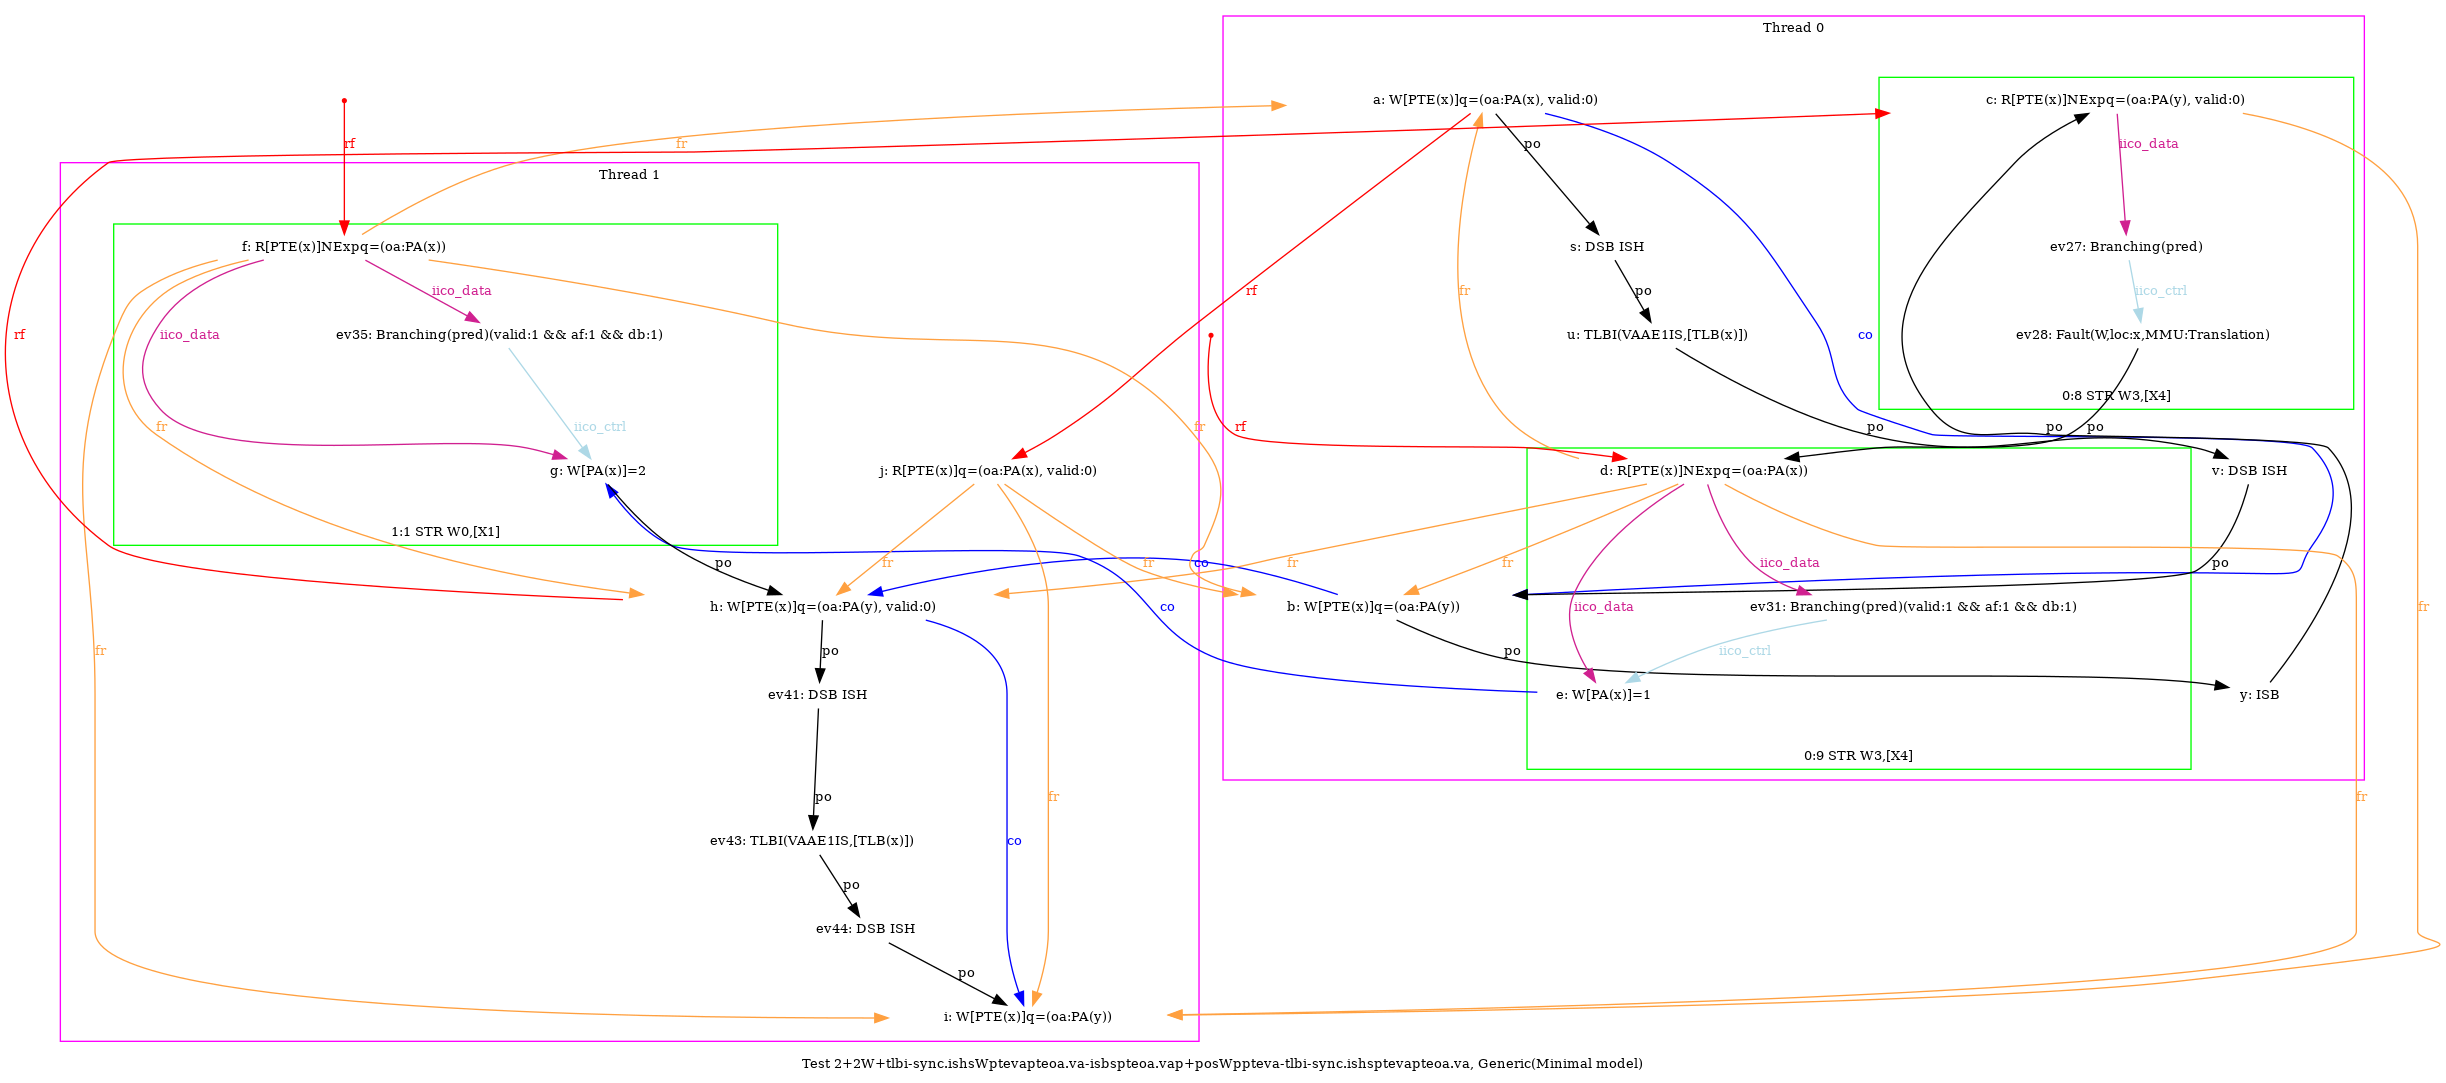 Thread 0
a: W[PTE(x)]q=(oa:PA(x), valid:0)
c: R[PTE(x)]NExpq=(oa:PA(y), valid:0)
rf
fr
po
iico_data
Thread 1
f: R[PTE(x)]NExpq=(oa:PA(x))
s: DSB ISH
ev27: Branching(pred)
iico_data
rf
fr
po
iico_ctrl
rf
iico_data
ev35: Branching(pred)(valid:1 && af:1 && db:1)
u: TLBI(VAAE1IS,[TLB(x)])
co
ev28: Fault(W,loc:x,MMU:Translation)
0:8 STR W3,[X4]
fr
iico_ctrl
fr
rf
po
po
po
g: W[PA(x)]=2
j: R[PTE(x)]q=(oa:PA(x), valid:0)
d: R[PTE(x)]NExpq=(oa:PA(x))
v: DSB ISH
1:1 STR W0,[X1]
po
fr
fr
co
fr
fr
iico_data
po
h: W[PTE(x)]q=(oa:PA(y), valid:0)
co
b: W[PTE(x)]q=(oa:PA(y))
iico_data
ev31: Branching(pred)(valid:1 && af:1 && db:1)
fr
fr
po
po
iico_ctrl
ev41: DSB ISH
e: W[PA(x)]=1
y: ISB
0:9 STR W3,[X4]
po
fr
fr
ev43: TLBI(VAAE1IS,[TLB(x)])
co
po
ev44: DSB ISH
po
i: W[PTE(x)]q=(oa:PA(y))
Test 2+2W+tlbi-sync.ishsWptevapteoa.va-isbspteoa.vap+posWppteva-tlbi-sync.ishsptevapteoa.va, Generic(Minimal model)